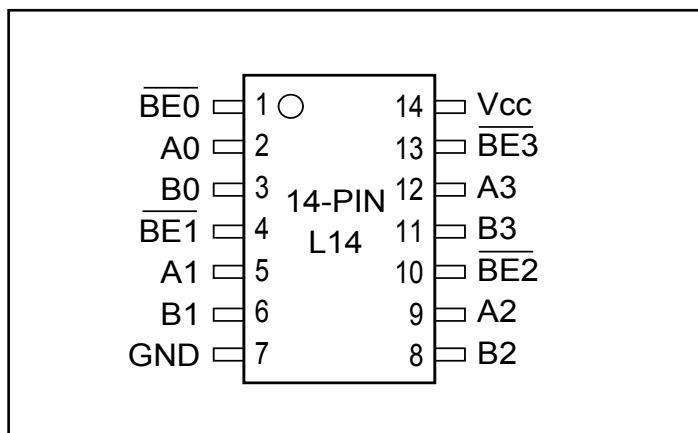 BE0 1 14 Vcc
A0 2 13 BE3
B0 3 12 A3
14-PIN
BE1 4 11 B3
L14
A1 5 10 BE2
B1 6 9 A2
GND 7 8 B2